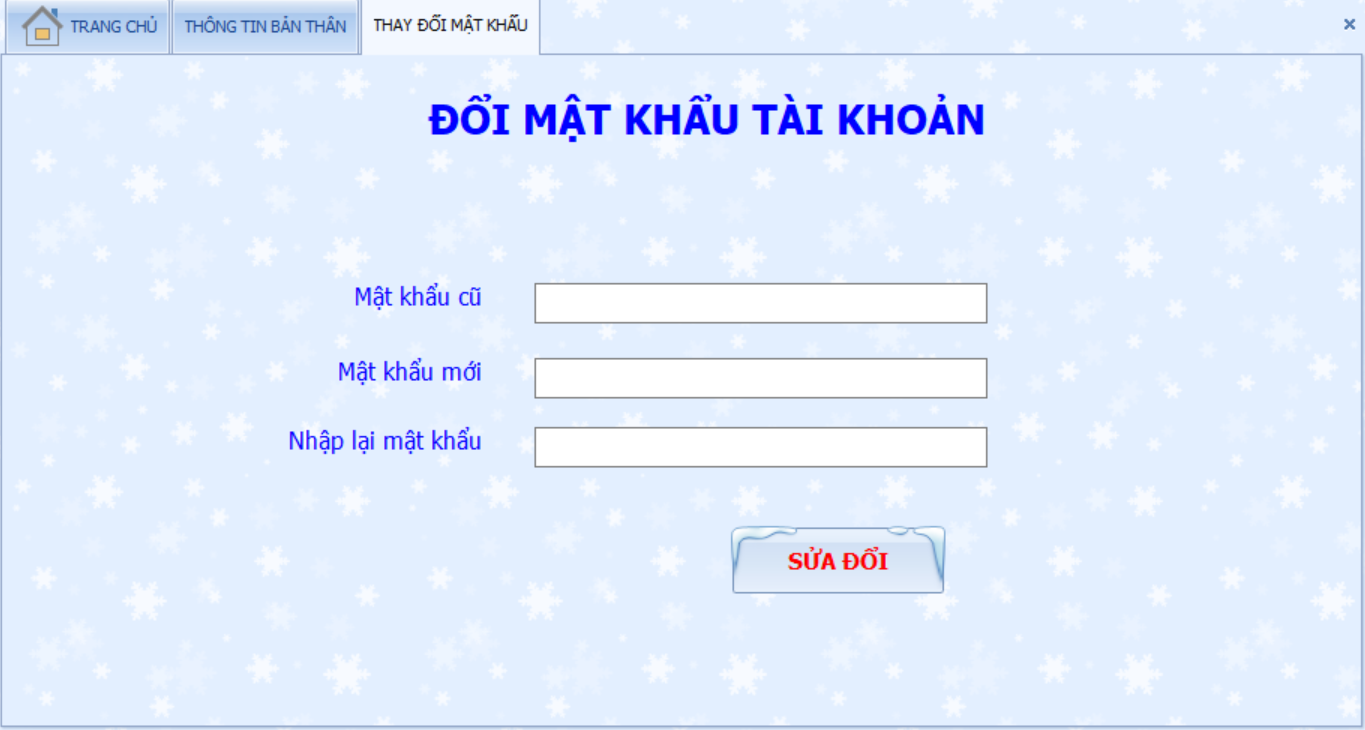 TRANG CHỦ THÔNG TIN BẢN THÂN THAY ĐỔI MẬT KHẨU
ĐỔI MẬT KHẨU TÀI KHOẢN
Mật khẩu cũ
Mật khẩu mới
Nhập lại mật khẩu
SỬA ĐỔI